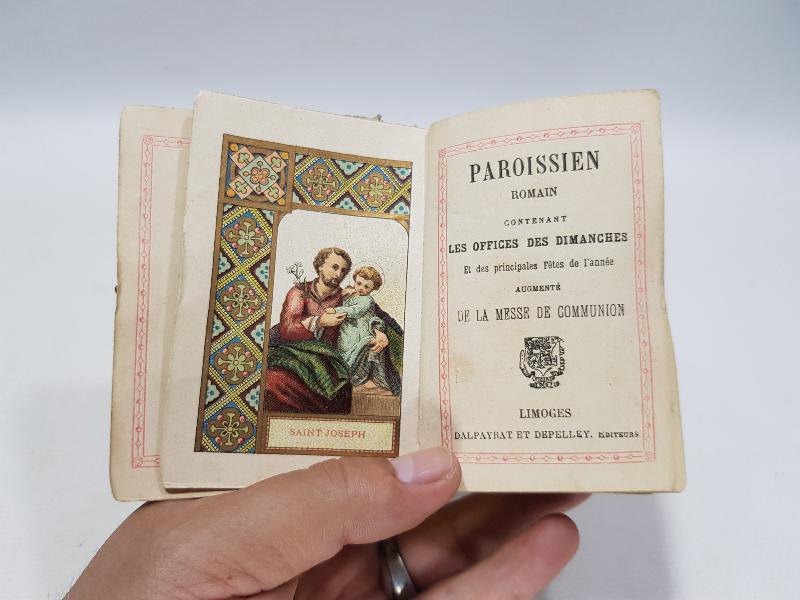 SAINT JOSEPH
PAROISSIEN
ROMAIN
CONTENANT
LES OFFICES DES DIMANCHES
Et des principales Fêtes de l'année
AUGMENTÉ
DE LA MESSE DE COMMUNION
LIMOGES
DALPAYRAT ET DEPELLEY, ÉDITEURS